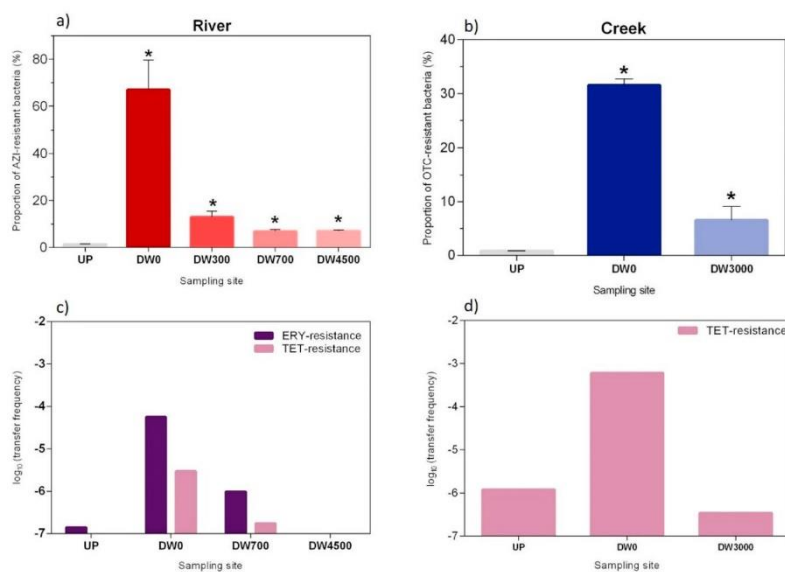 a)
River
Proportion of AZI-resistant bacteria (%)
80
60
40
20
0
*
*
*
*
UP DW0 DW300 DW700 DW4500
Sampling site
b)
Creek
Proportion of OTC-resistant bacteria (%)
40
30
20
10
0
*
*
UP DW0 DW3000
Sampling site
c)
log₁₀ (transfer frequency)
-2
-3
-4
-5
-6
-7
ERY-resistance
TET-resistance
UP DW0 DW700 DW4500
Sampling site
d)
log₁₀ (transfer frequency)
-2
-3
-4
-5
-6
-7
TET-resistance
UP DW0 DW3000
Sampling site